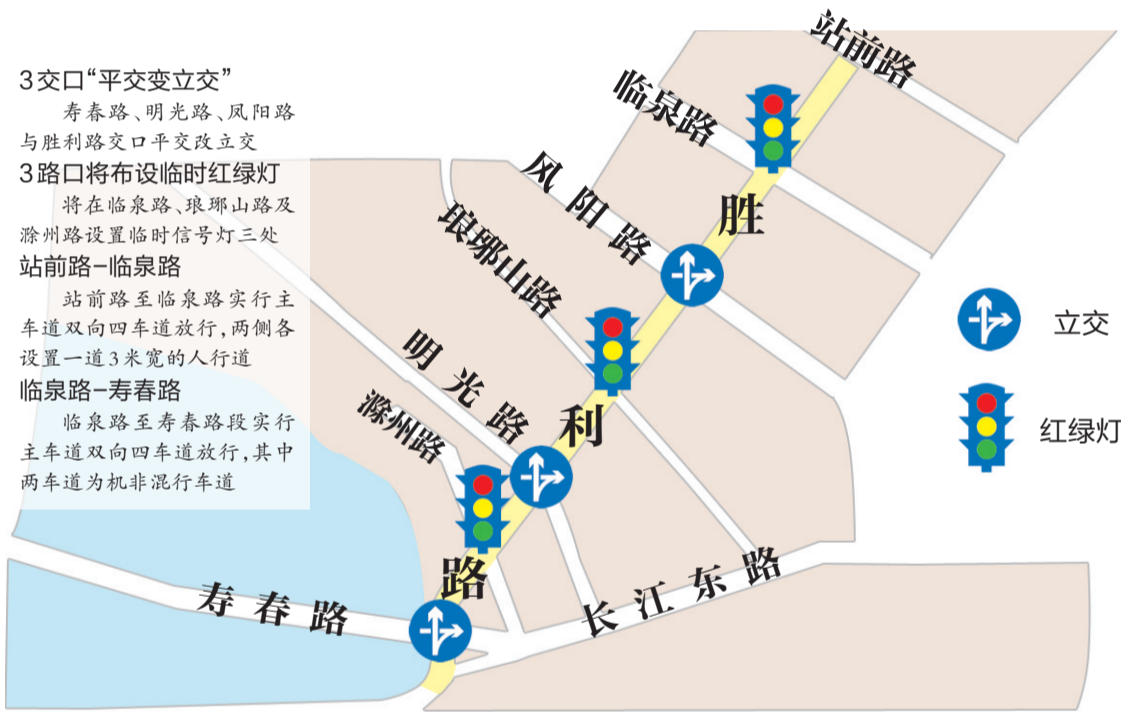 3交口“平交变立交”
寿春路、明光路、凤阳路
与胜利路交口平交改立交
3路口将布设临时红绿灯
将在临泉路、琅琊山路及
滁州路设置临时信号灯三处
站前路-临泉路
站前路至临泉路实行主
车道双向四车道放行,两侧各
设置一道3米宽的人行道
临泉路-寿春路
临泉路至寿春路段实行
主车道双向四车道放行,其中
两车道为机非混行车道
站前路
临泉路
凤阳路
琅琊山路
明光路
滁州路
胜利路
寿春路
长江东路
立交
红绿灯